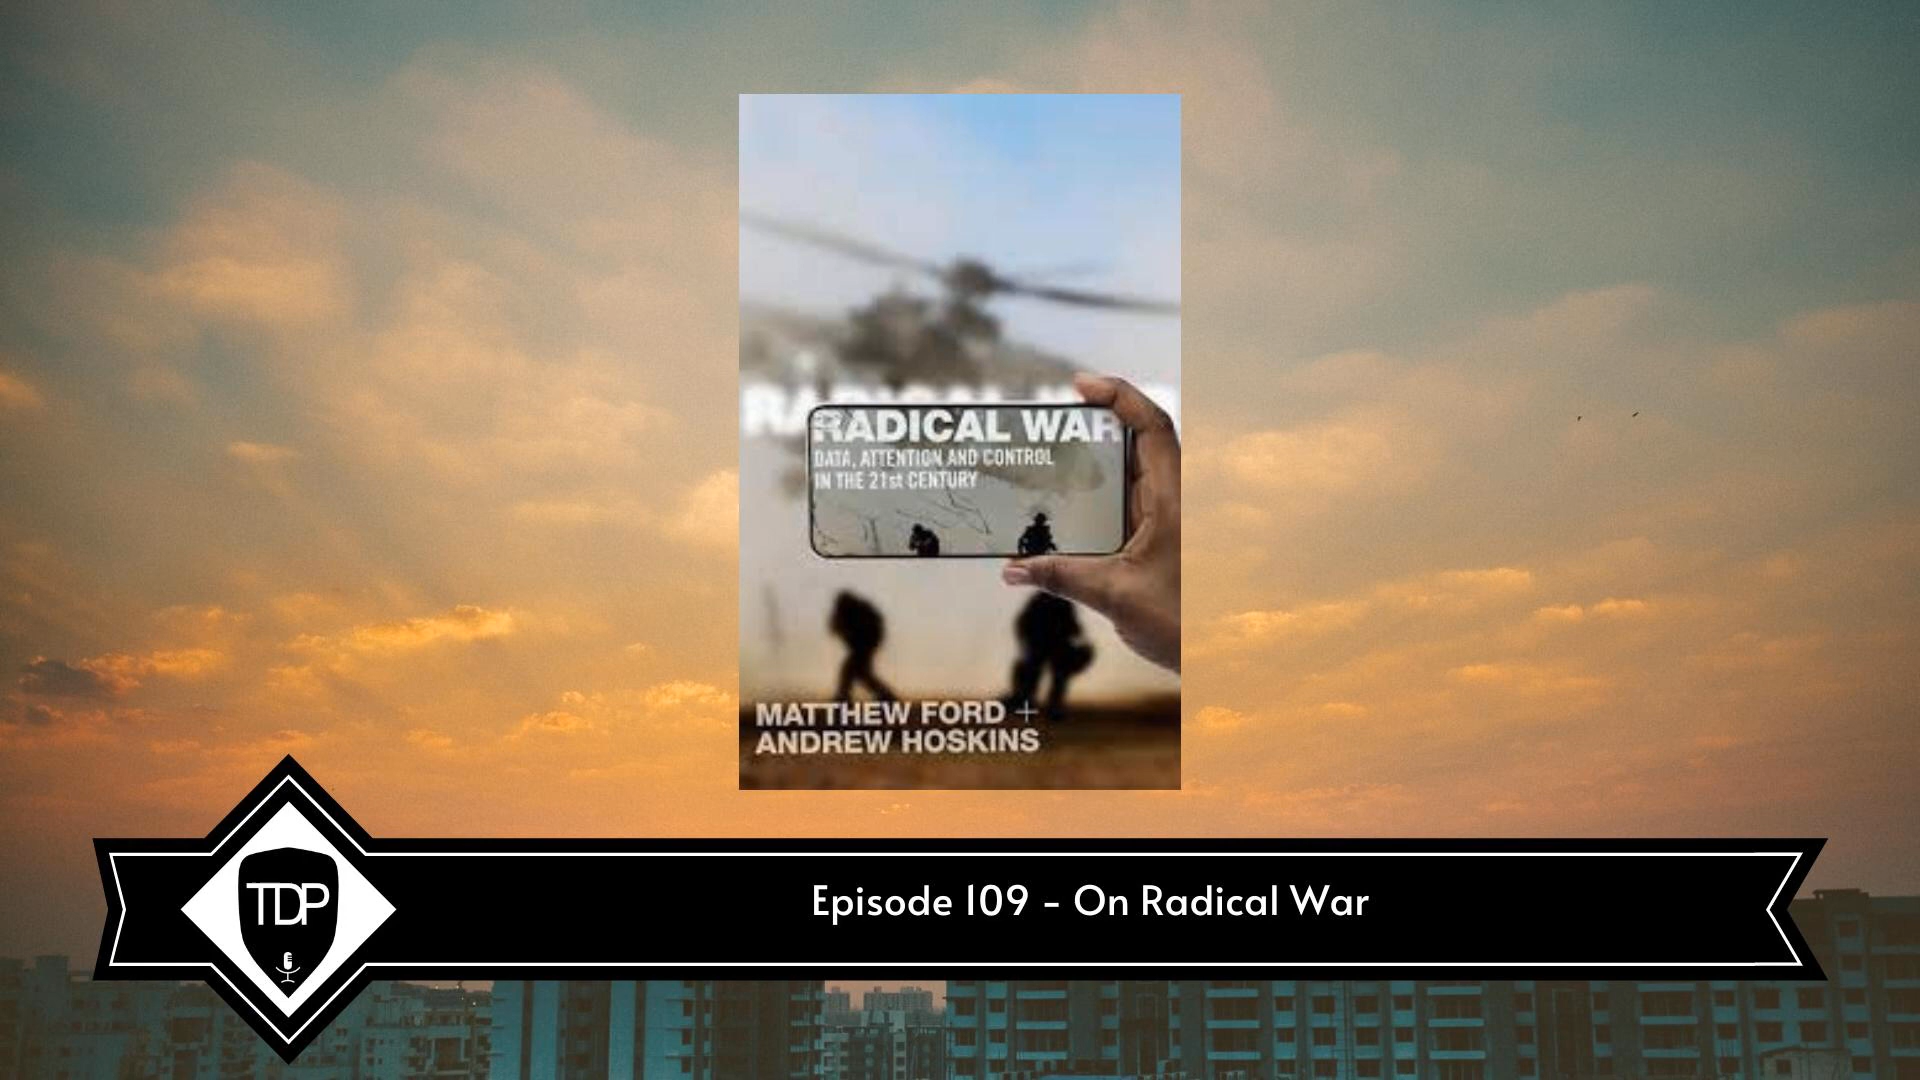 RADICAL WAR
DATA, ATTENTION AND CONTROL
IN THE 21st CENTURY
MATTHEW FORD +
ANDREW HOSKINS
TDP
Episode 109 - On Radical War